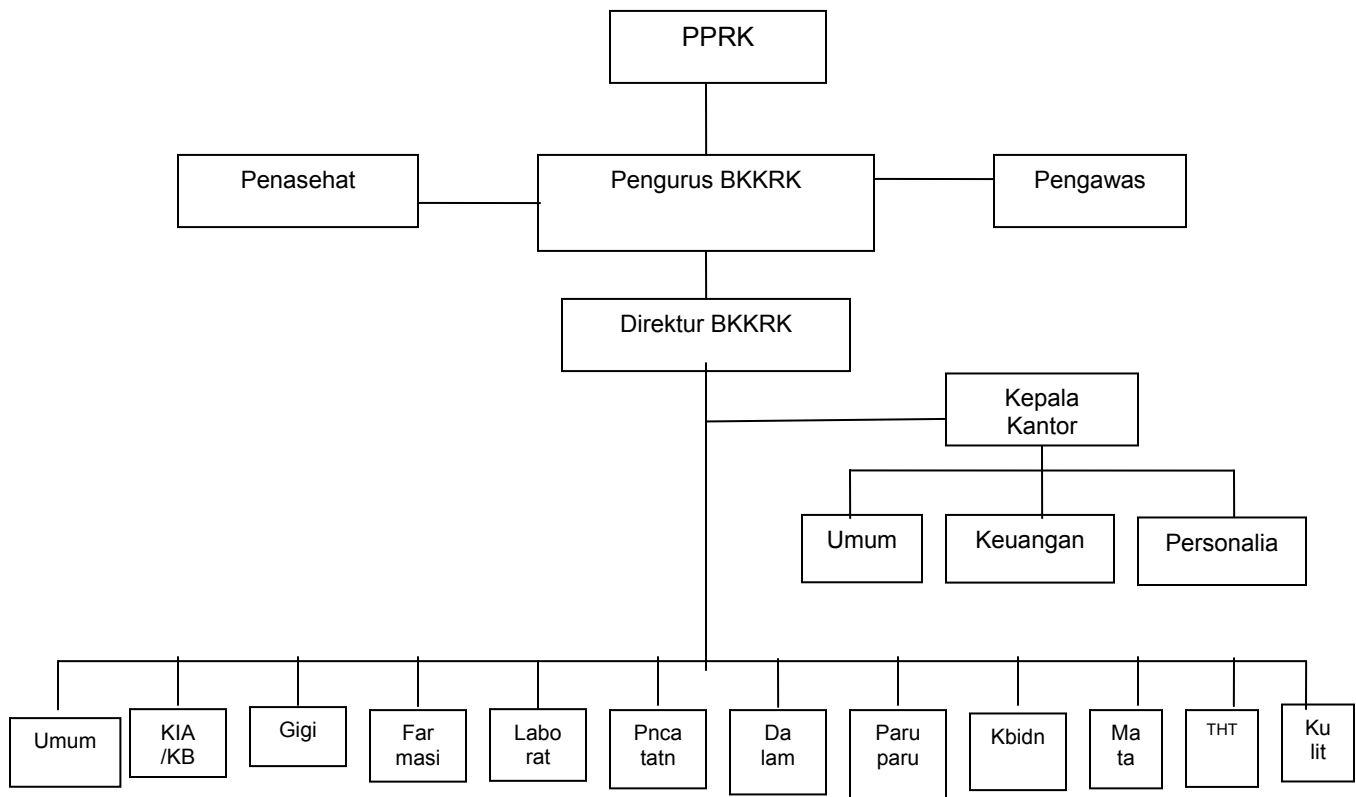 PPRK
Penasehat
Pengurus BKKRK
Pengawas
Direktur BKKRK
Kepala
Kantor
Umum
Keuangan
Personalia
Umum
KIA
/KB
Gigi
Far
masi
Labo
rat
Pnca
tatn
Da
lam
Paru
paru
Kbidn
Ma
ta
THT
Ku
lit